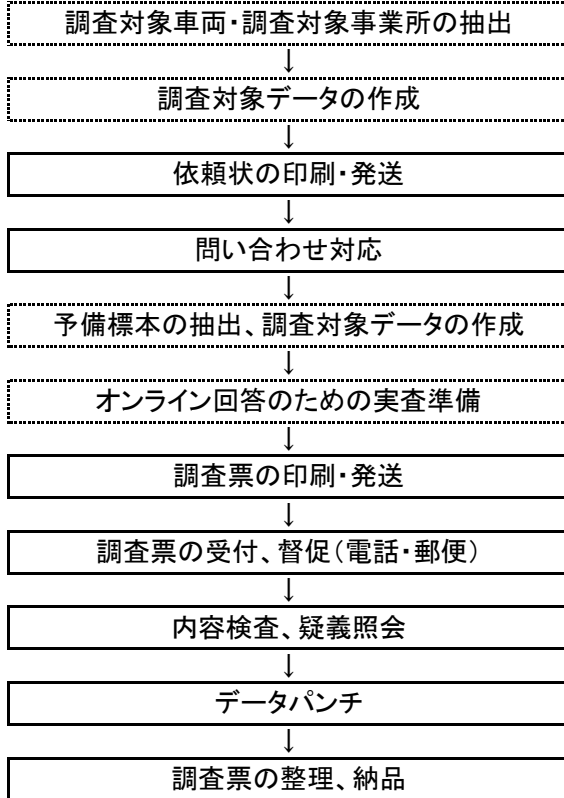 調査対象車両・調査対象事業所の抽出
↓
調査対象データの作成
↓
依頼状の印刷・発送
↓
問い合わせ対応
↓
予備標本の抽出、調査対象データの作成
↓
オンライン回答のための実査準備
↓
調査票の印刷・発送
↓
調査票の受付、督促(電話・郵便)
↓
内容検査、疑義照会
↓
データパンチ
↓
調査票の整理、納品